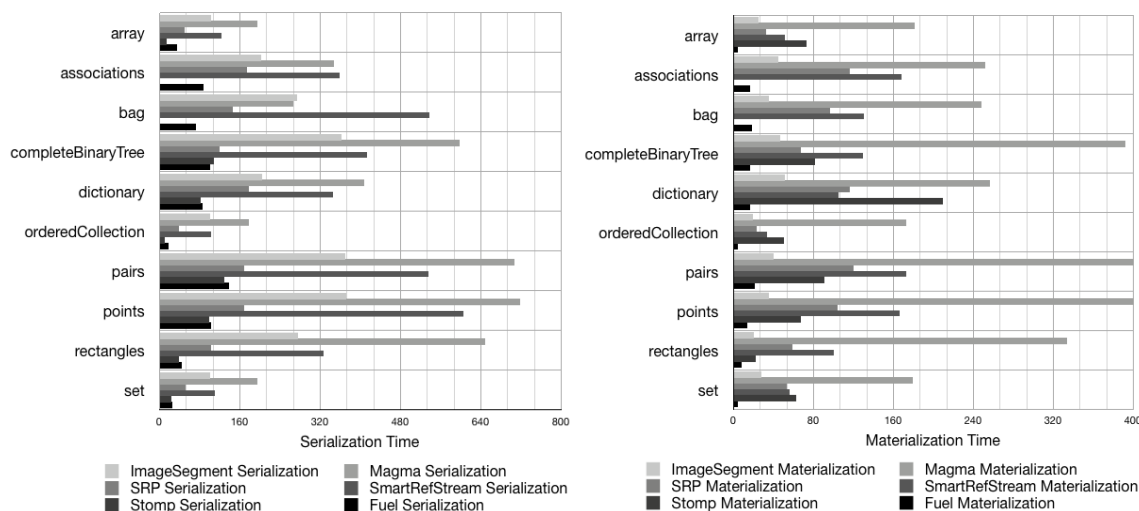 array
associations
bag
completeBinaryTree
dictionary
orderedCollection
pairs
points
rectangles
set
0 160 320 480 640 800
Serialization Time
ImageSegment Serialization Magma Serialization
SRP Serialization SmartRefStream Serialization
Stomp Serialization Fuel Serialization
array
associations
bag
completeBinaryTree
dictionary
orderedCollection
pairs
points
rectangles
set
0 80 160 240 320 400
Materialization Time
ImageSegment Materialization Magma Materialization
SRP Materialization SmartRefStream Materialization
Stomp Materialization Fuel Materialization